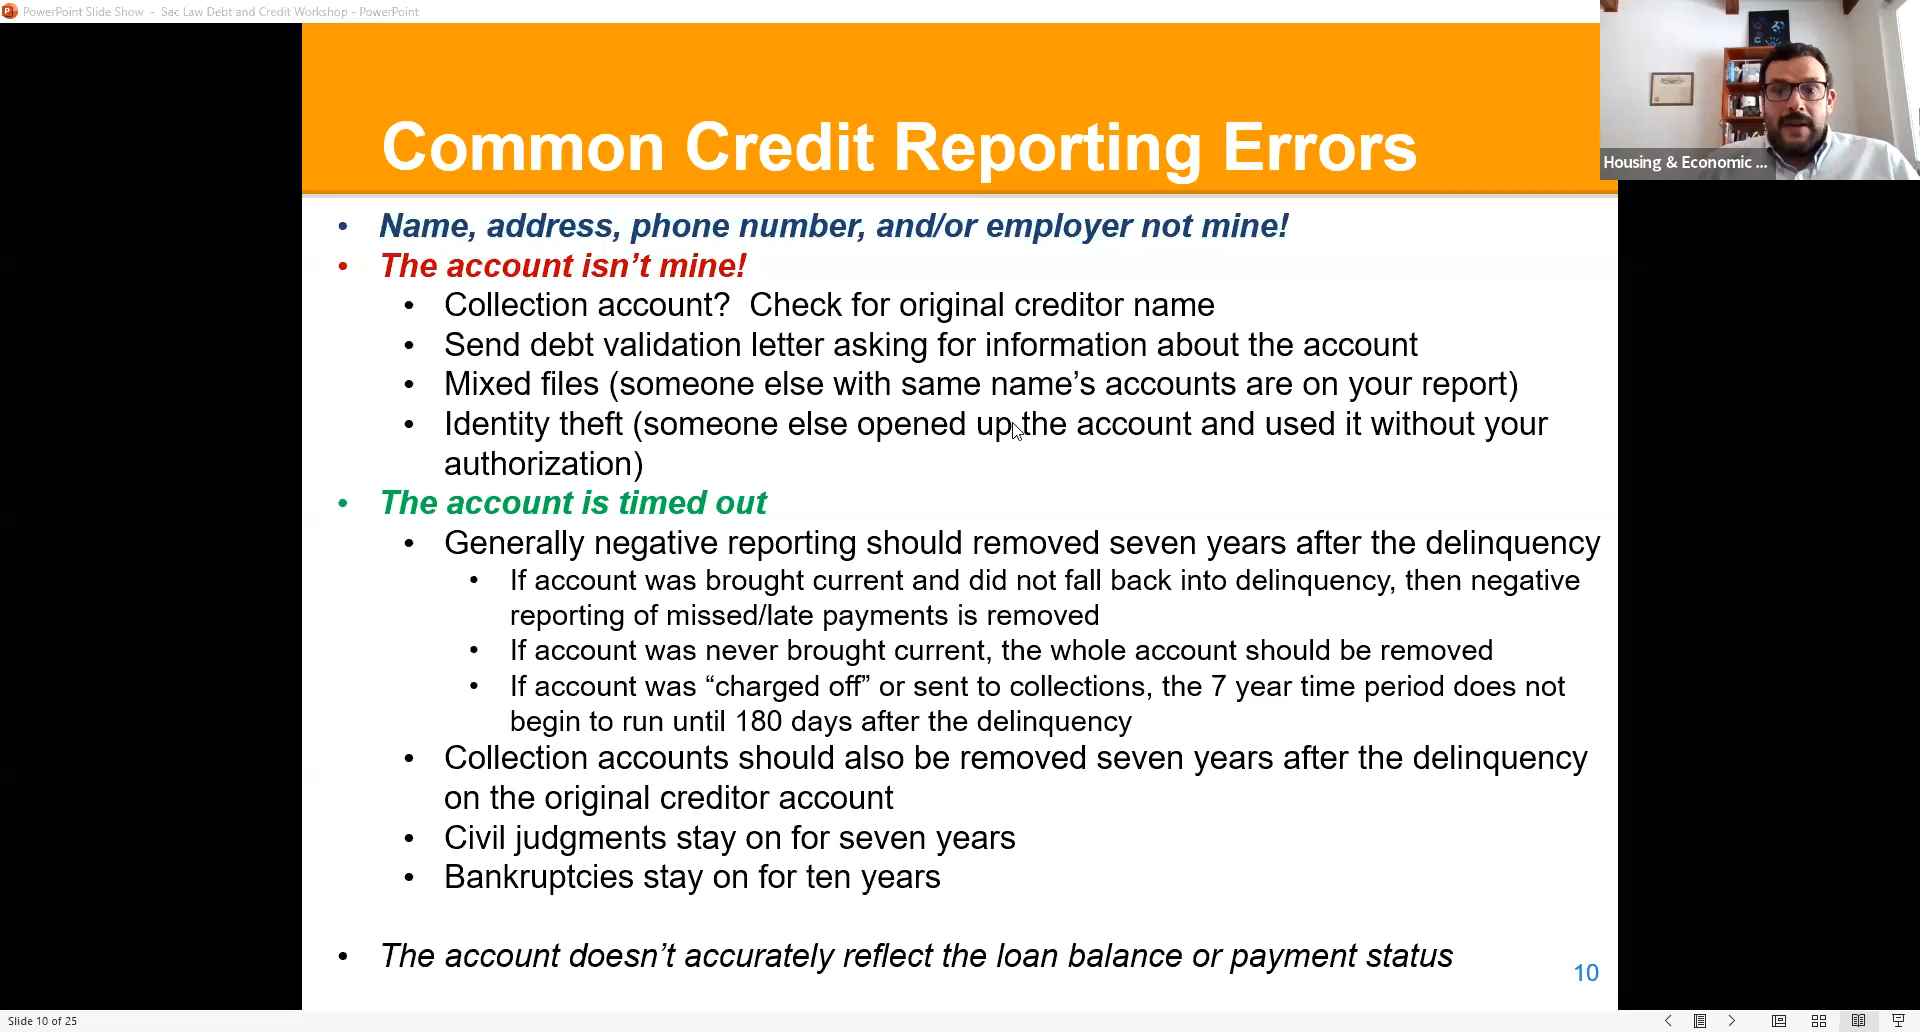 PowerPoint Slide Show - Sac Law Debt and Credit Workshop - PowerPoint
Housing & Economic ...
Common Credit Reporting Errors
• Name, address, phone number, and/or employer not mine!
• The account isn’t mine!
• Collection account?  Check for original creditor name
• Send debt validation letter asking for information about the account
• Mixed files (someone else with same name’s accounts are on your report)
• Identity theft (someone else opened up the account and used it without your
authorization)
• The account is timed out
• Generally negative reporting should removed seven years after the delinquency
• If account was brought current and did not fall back into delinquency, then negative
reporting of missed/late payments is removed
• If account was never brought current, the whole account should be removed
• If account was “charged off” or sent to collections, the 7 year time period does not
begin to run until 180 days after the delinquency
• Collection accounts should also be removed seven years after the delinquency
on the original creditor account
• Civil judgments stay on for seven years
• Bankruptcies stay on for ten years
• The account doesn’t accurately reflect the loan balance or payment status
10
Slide 10 of 25